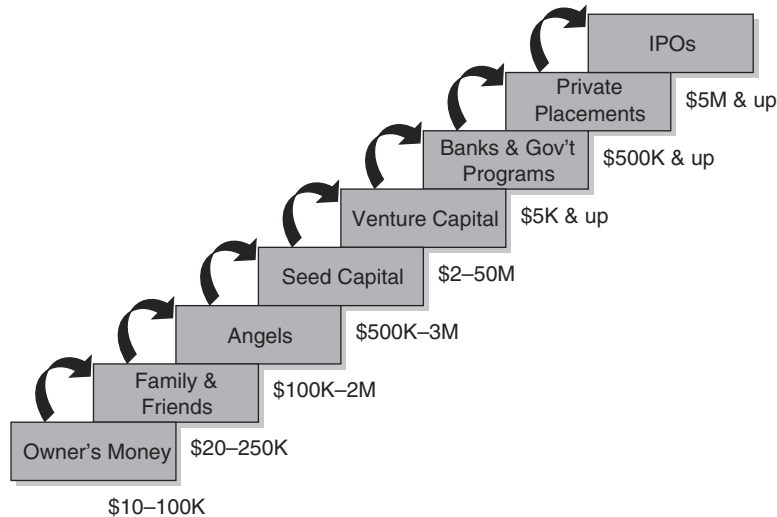 IPOs
Private
Placements
$5M & up
Banks & Gov't
Programs
$500K & up
Venture Capital
$5K & up
Seed Capital
$2–50M
Angels
$500K–3M
Family &
Friends
$100K–2M
Owner's Money
$20–250K
$10–100K